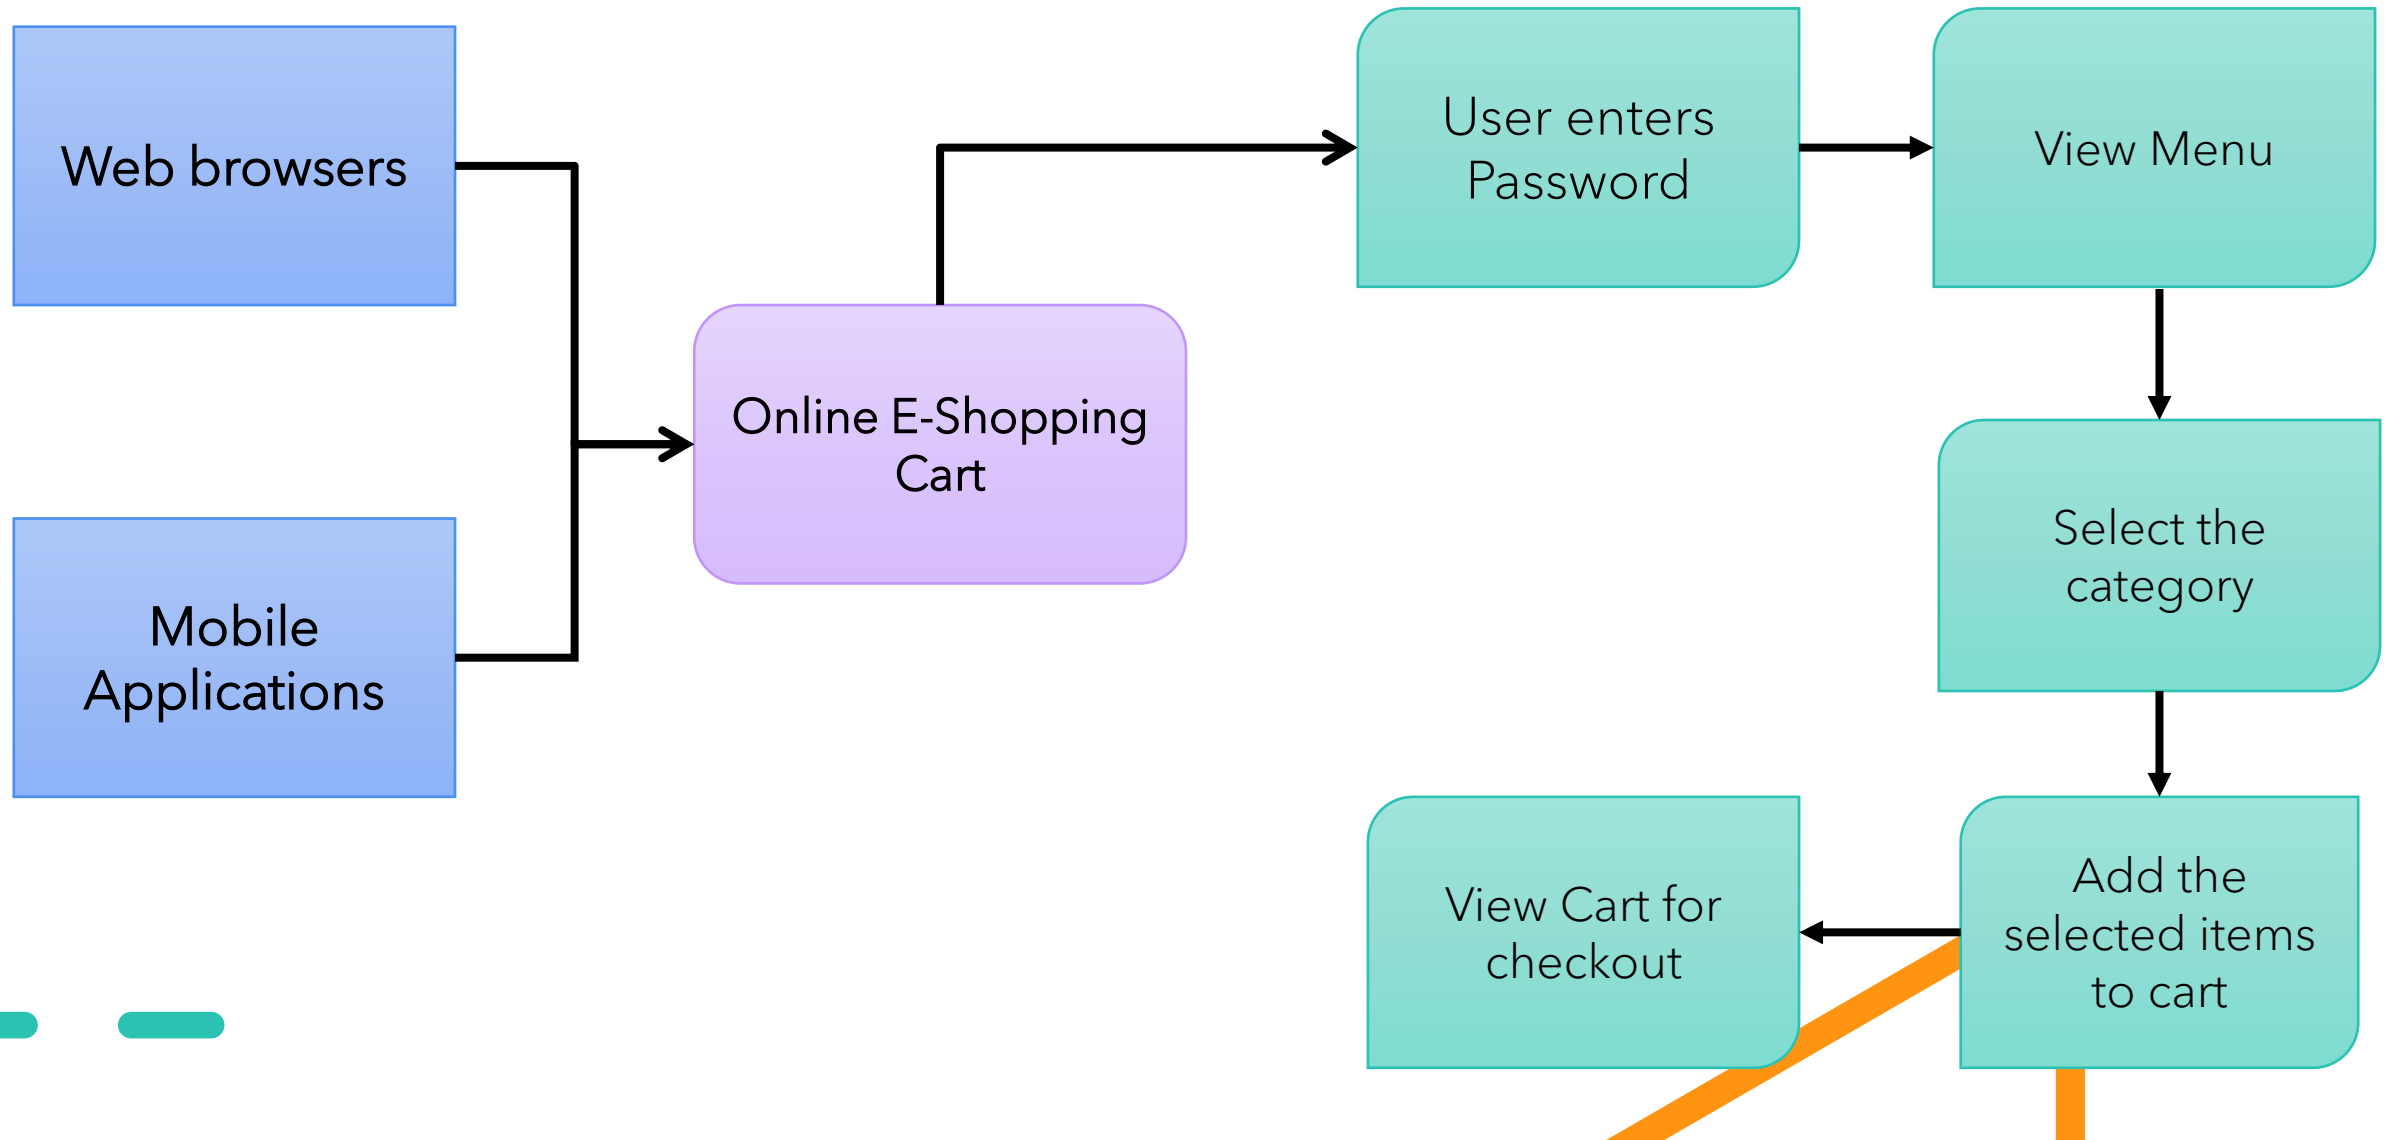 Web browsers
Mobile
Applications
Online E-Shopping
Cart
User enters
Password
View Menu
Select the
category
Add the
selected items
to cart
View Cart for
checkout